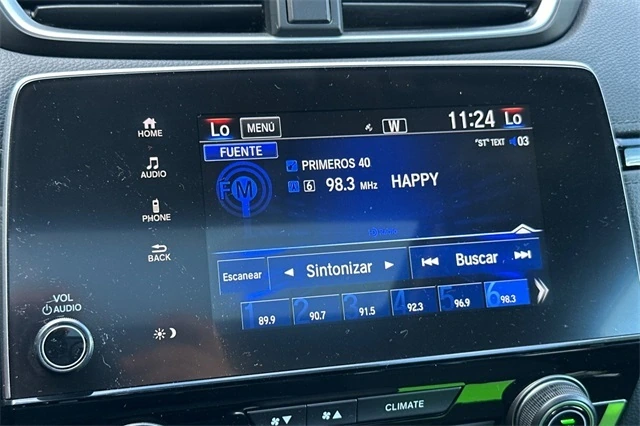 HOME
AUDIO
PHONE
BACK
VOL
AUDIO
Lo MENÚ W 11:24 Lo
FUENTE "ST" TEXT 03
FM PRIMEROS 40
6 98.3 MHz HAPPY
Escanear Sintonizar Buscar
1 89.9 2 90.7 3 91.5 4 92.3 5 96.9 6 98.3
CLIMATE